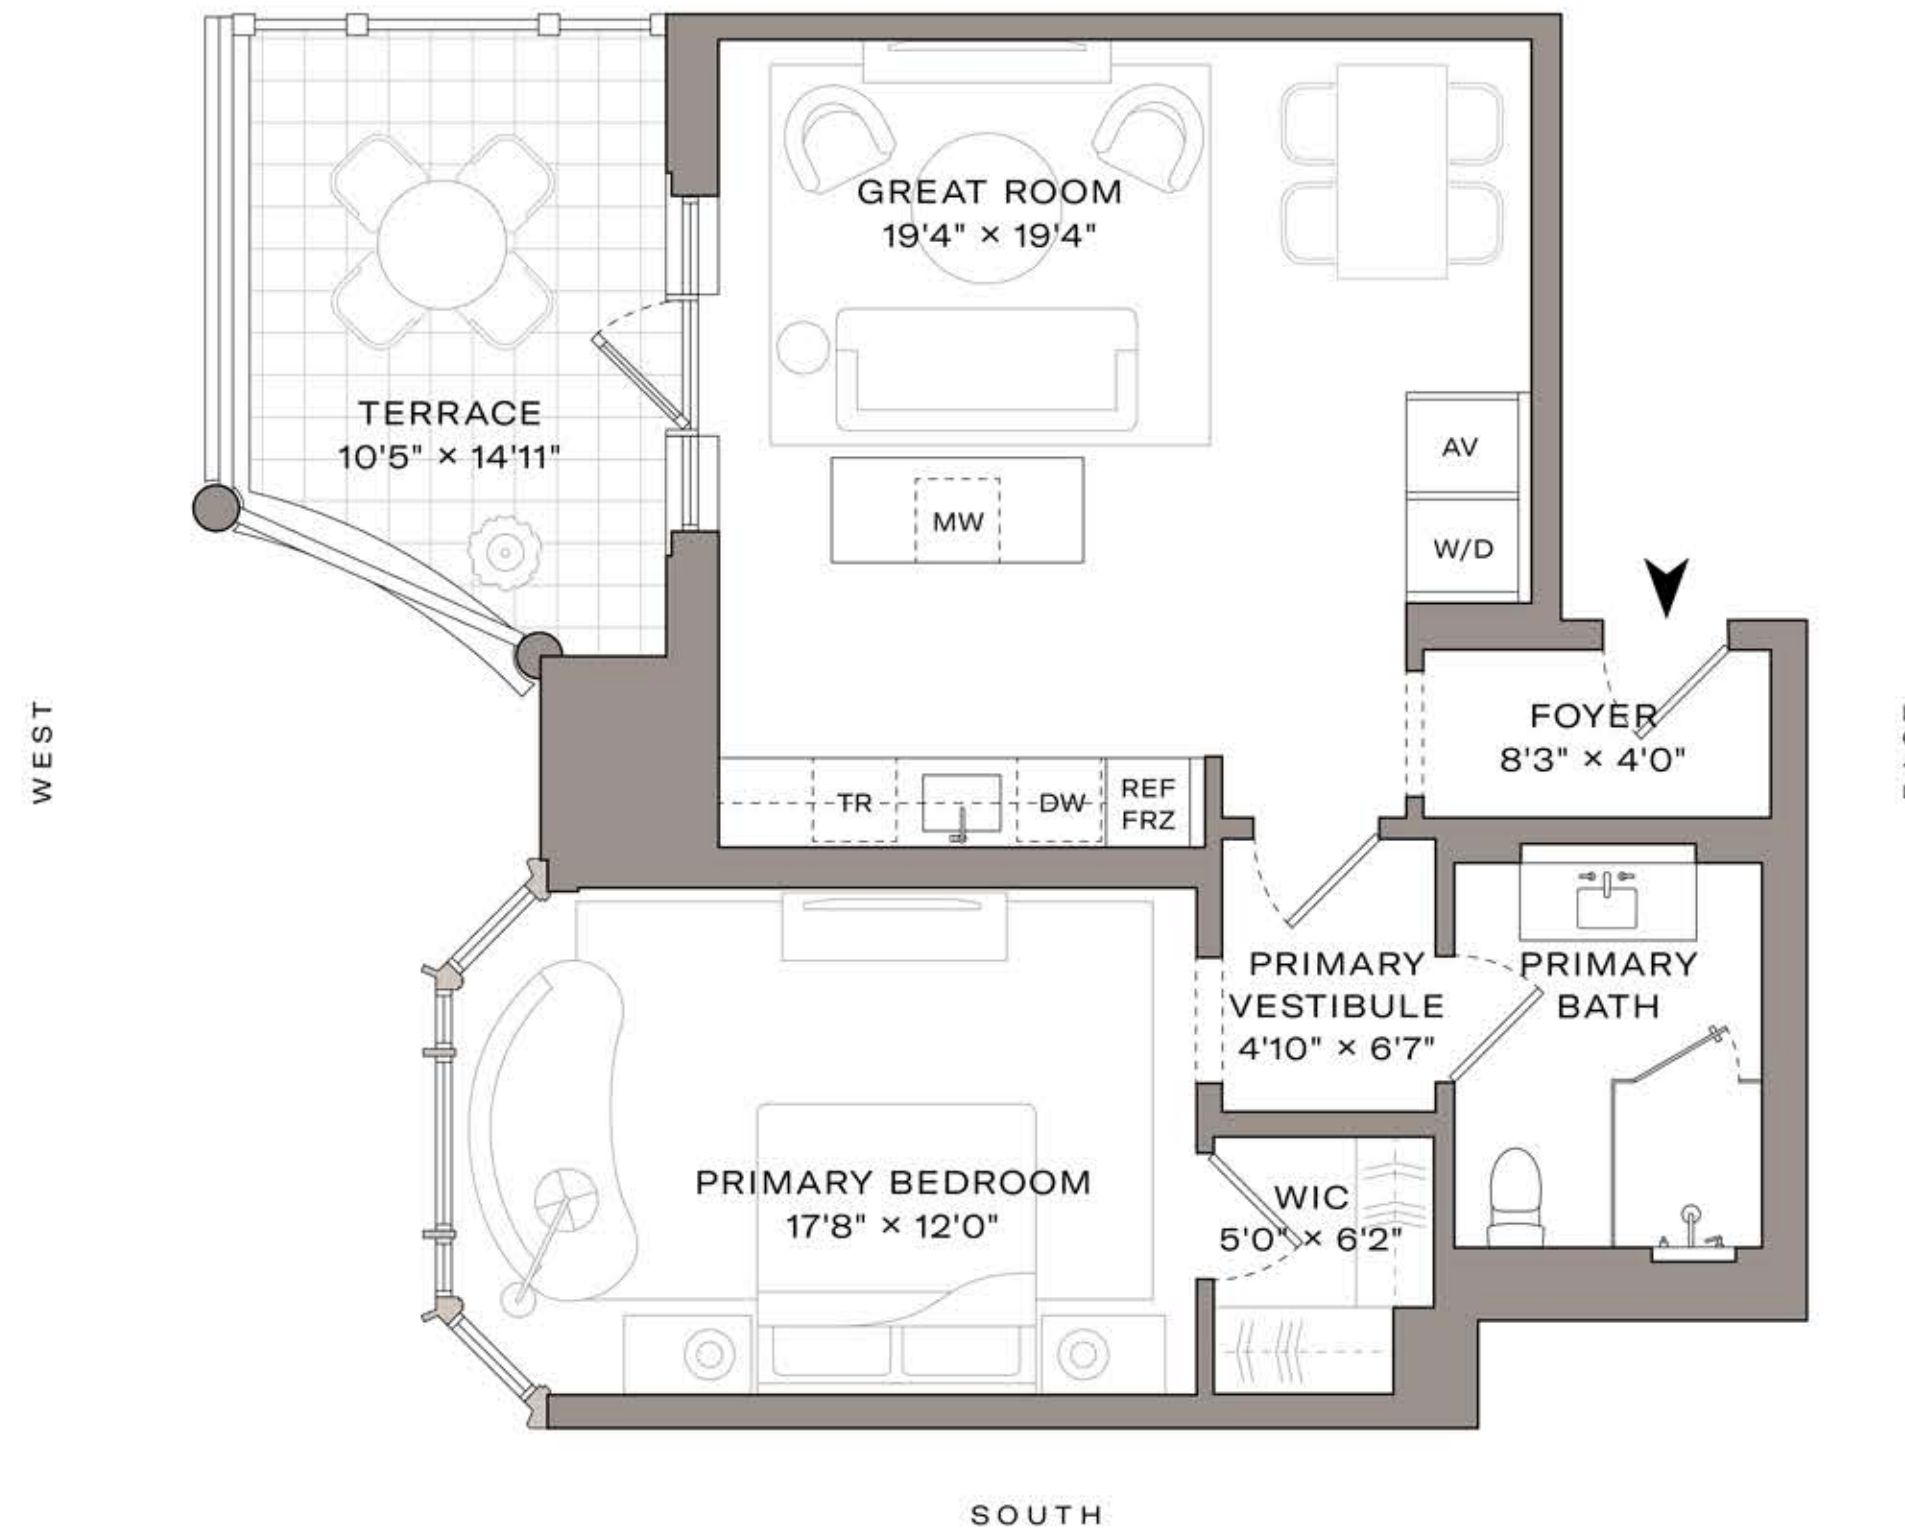 GREAT ROOM
19'4" × 19'4"
TERRACE
10'5" × 14'11"
AV
MW
W/D
WEST
FOYER
8'3" × 4'0"
TR
DW
REF
FRZ
PRIMARY
VESTIBULE
4'10" × 6'7"
PRIMARY
BATH
PRIMARY BEDROOM
17'8" × 12'0"
WIC
5'0" × 6'2"
SOUTH